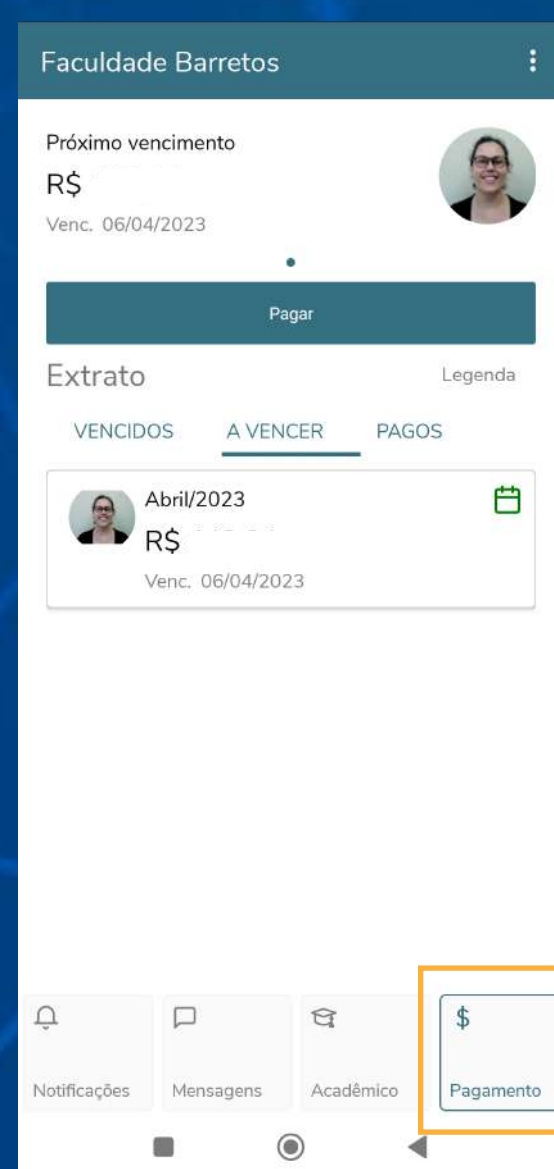 Faculdade Barretos
Próximo vencimento
R$
Venc. 06/04/2023
Pagar
Extrato
Legenda
VENCIDOS A VENCER PAGOS
Abril/2023
R$
Venc. 06/04/2023
$
Notificações Mensagens Acadêmico Pagamento